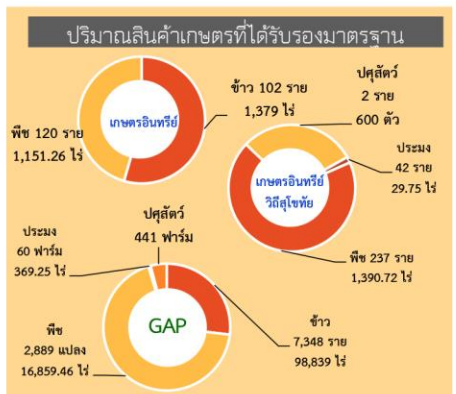 ปริมาณสินค้าเกษตรที่ได้รับรองมาตรฐาน
เกษตรอินทรีย์
ข้าว 102 ราย
1,379 ไร่
พืช 120 ราย
1,151.26 ไร่
ปศุสัตว์
2 ราย
600 ตัว
ประมง
42 ราย
29.75 ไร่
เกษตรอินทรีย์
วิถีสุโขทัย
พืช 237 ราย
1,390.72 ไร่
ปศุสัตว์
441 ฟาร์ม
ประมง
60 ฟาร์ม
369.25 ไร่
GAP
พืช
2,889 แปลง
16,859.46 ไร่
ข้าว
7,348 ราย
98,839 ไร่